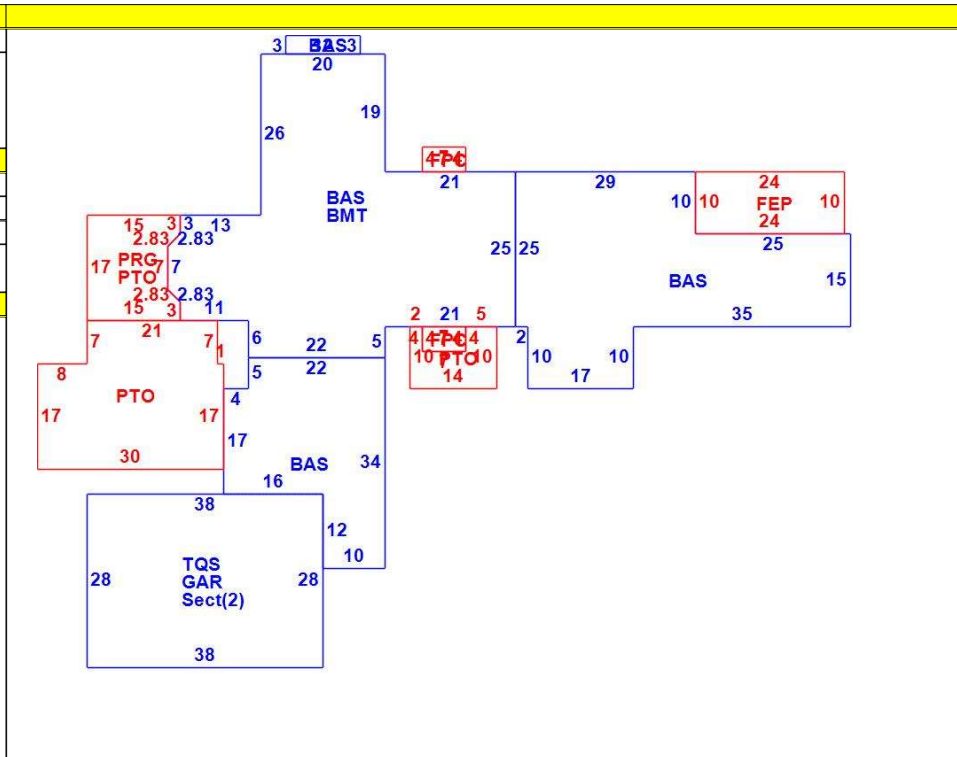 3 BAS 3
20
19
26
4 FPC 4
21
29
24
10 10 FEP 10
24
25
BAS
BMT
15 3 3 13
2.83 2.83
17 PRG 7 7
PTO
25 25
BAS
15
2.83 2.83
15 3 11
21
2 21 5
35
7 7 1 6
22 5
4 FPC 4
2
10 PTO 10
10 10
8
22
5
14
17
PTO
4
17 17
17
30
BAS
34
16
38
12
10
TQS
GAR
Sect(2)
28 28
38